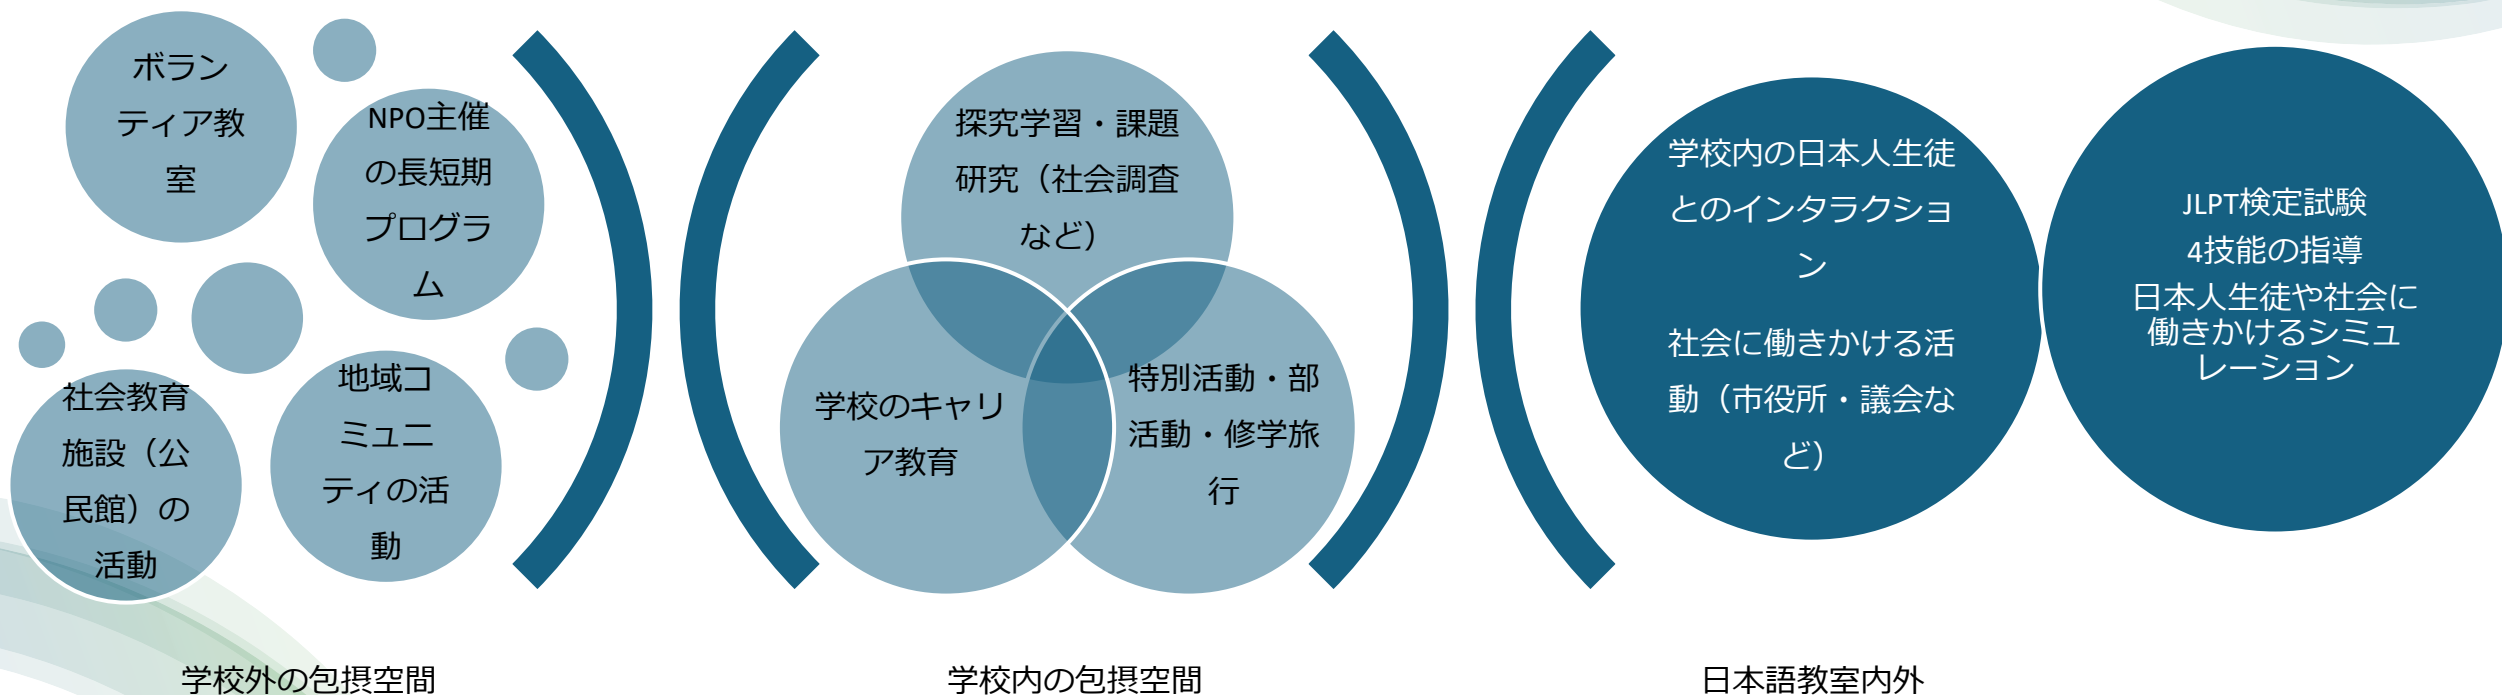 ボラン
ティア教
室
NPO主催
の長短期
プログラ
ム
社会教育
施設（公
民館）の
活動
地域コ
ミュニ
ティの活
動
学校外の包摂空間
探究学習・課題
研究（社会調査
など）
学校のキャリ
ア教育
特別活動・部
活動・修学旅
行
学校内の包摂空間
学校内の日本人生徒
とのインタラクショ
ン
社会に働きかける活
動（市役所・議会な
ど）
JLPT検定試験
4技能の指導
日本人生徒や社会に
働きかけるシミュ
レーション
日本語教室内外